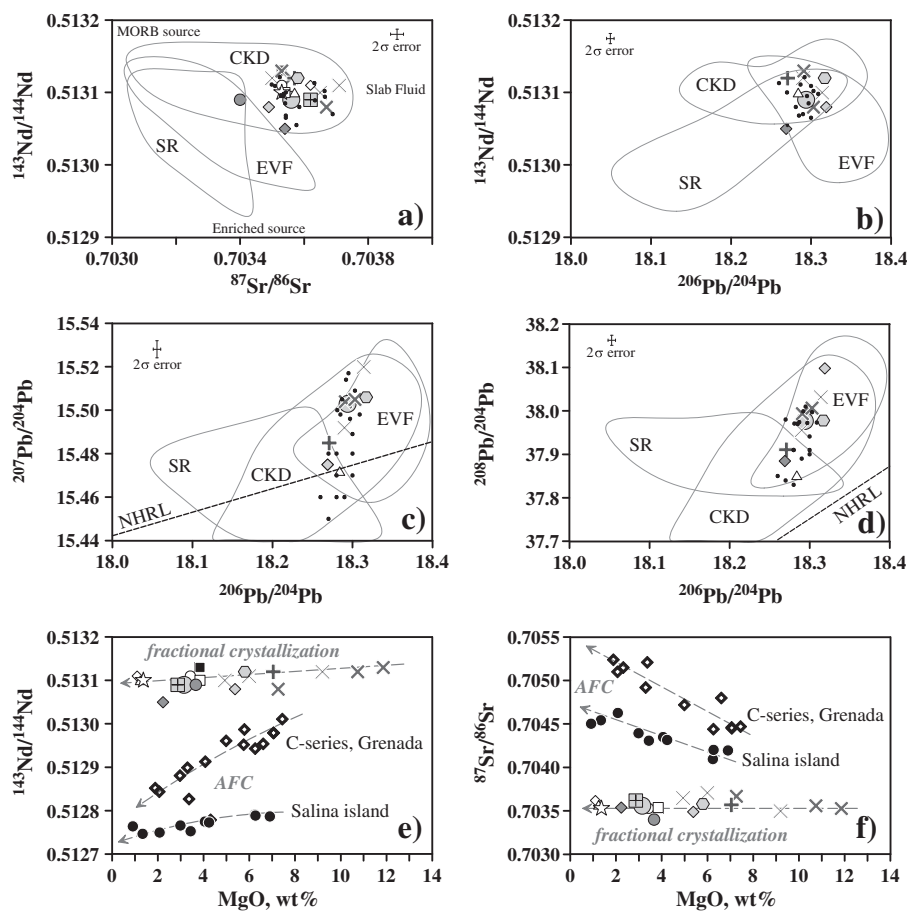 0.5132
MORB source
CKD
2σ error
Slab Fluid
0.5131
143Nd/144Nd
SR
EVF
0.5130
Enriched source
a)
0.5129
0.7030
0.7034
0.7038
87Sr/86Sr
0.5132
2σ error
CKD
0.5131
143Nd/144Nd
EVF
SR
0.5130
b)
0.5129
18.0
18.1
18.2
18.3
18.4
206Pb/204Pb
15.54
2σ error
15.52
15.50
EVF
207Pb/204Pb
15.48
SR
CKD
15.46
NHRL
c)
15.44
18.0
18.1
18.2
18.3
18.4
206Pb/204Pb
38.2
2σ error
38.1
EVF
38.0
SR
208Pb/204Pb
37.9
37.8
CKD
NHRL
d)
37.7
18.0
18.1
18.2
18.3
18.4
206Pb/204Pb
0.5132
fractional crystallization
0.5131
143Nd/144Nd
0.5130
C-series, Grenada
0.5129
AFC
0.5128
Salina island
e)
0.5127
0
2
4
6
8
10
12
14
MgO, wt%
0.7055
0.7050
AFC
C-series, Grenada
87Sr/86Sr
0.7045
Salina island
0.7040
0.7035
fractional crystallization
f)
0.7030
0
2
4
6
8
10
12
14
MgO, wt%